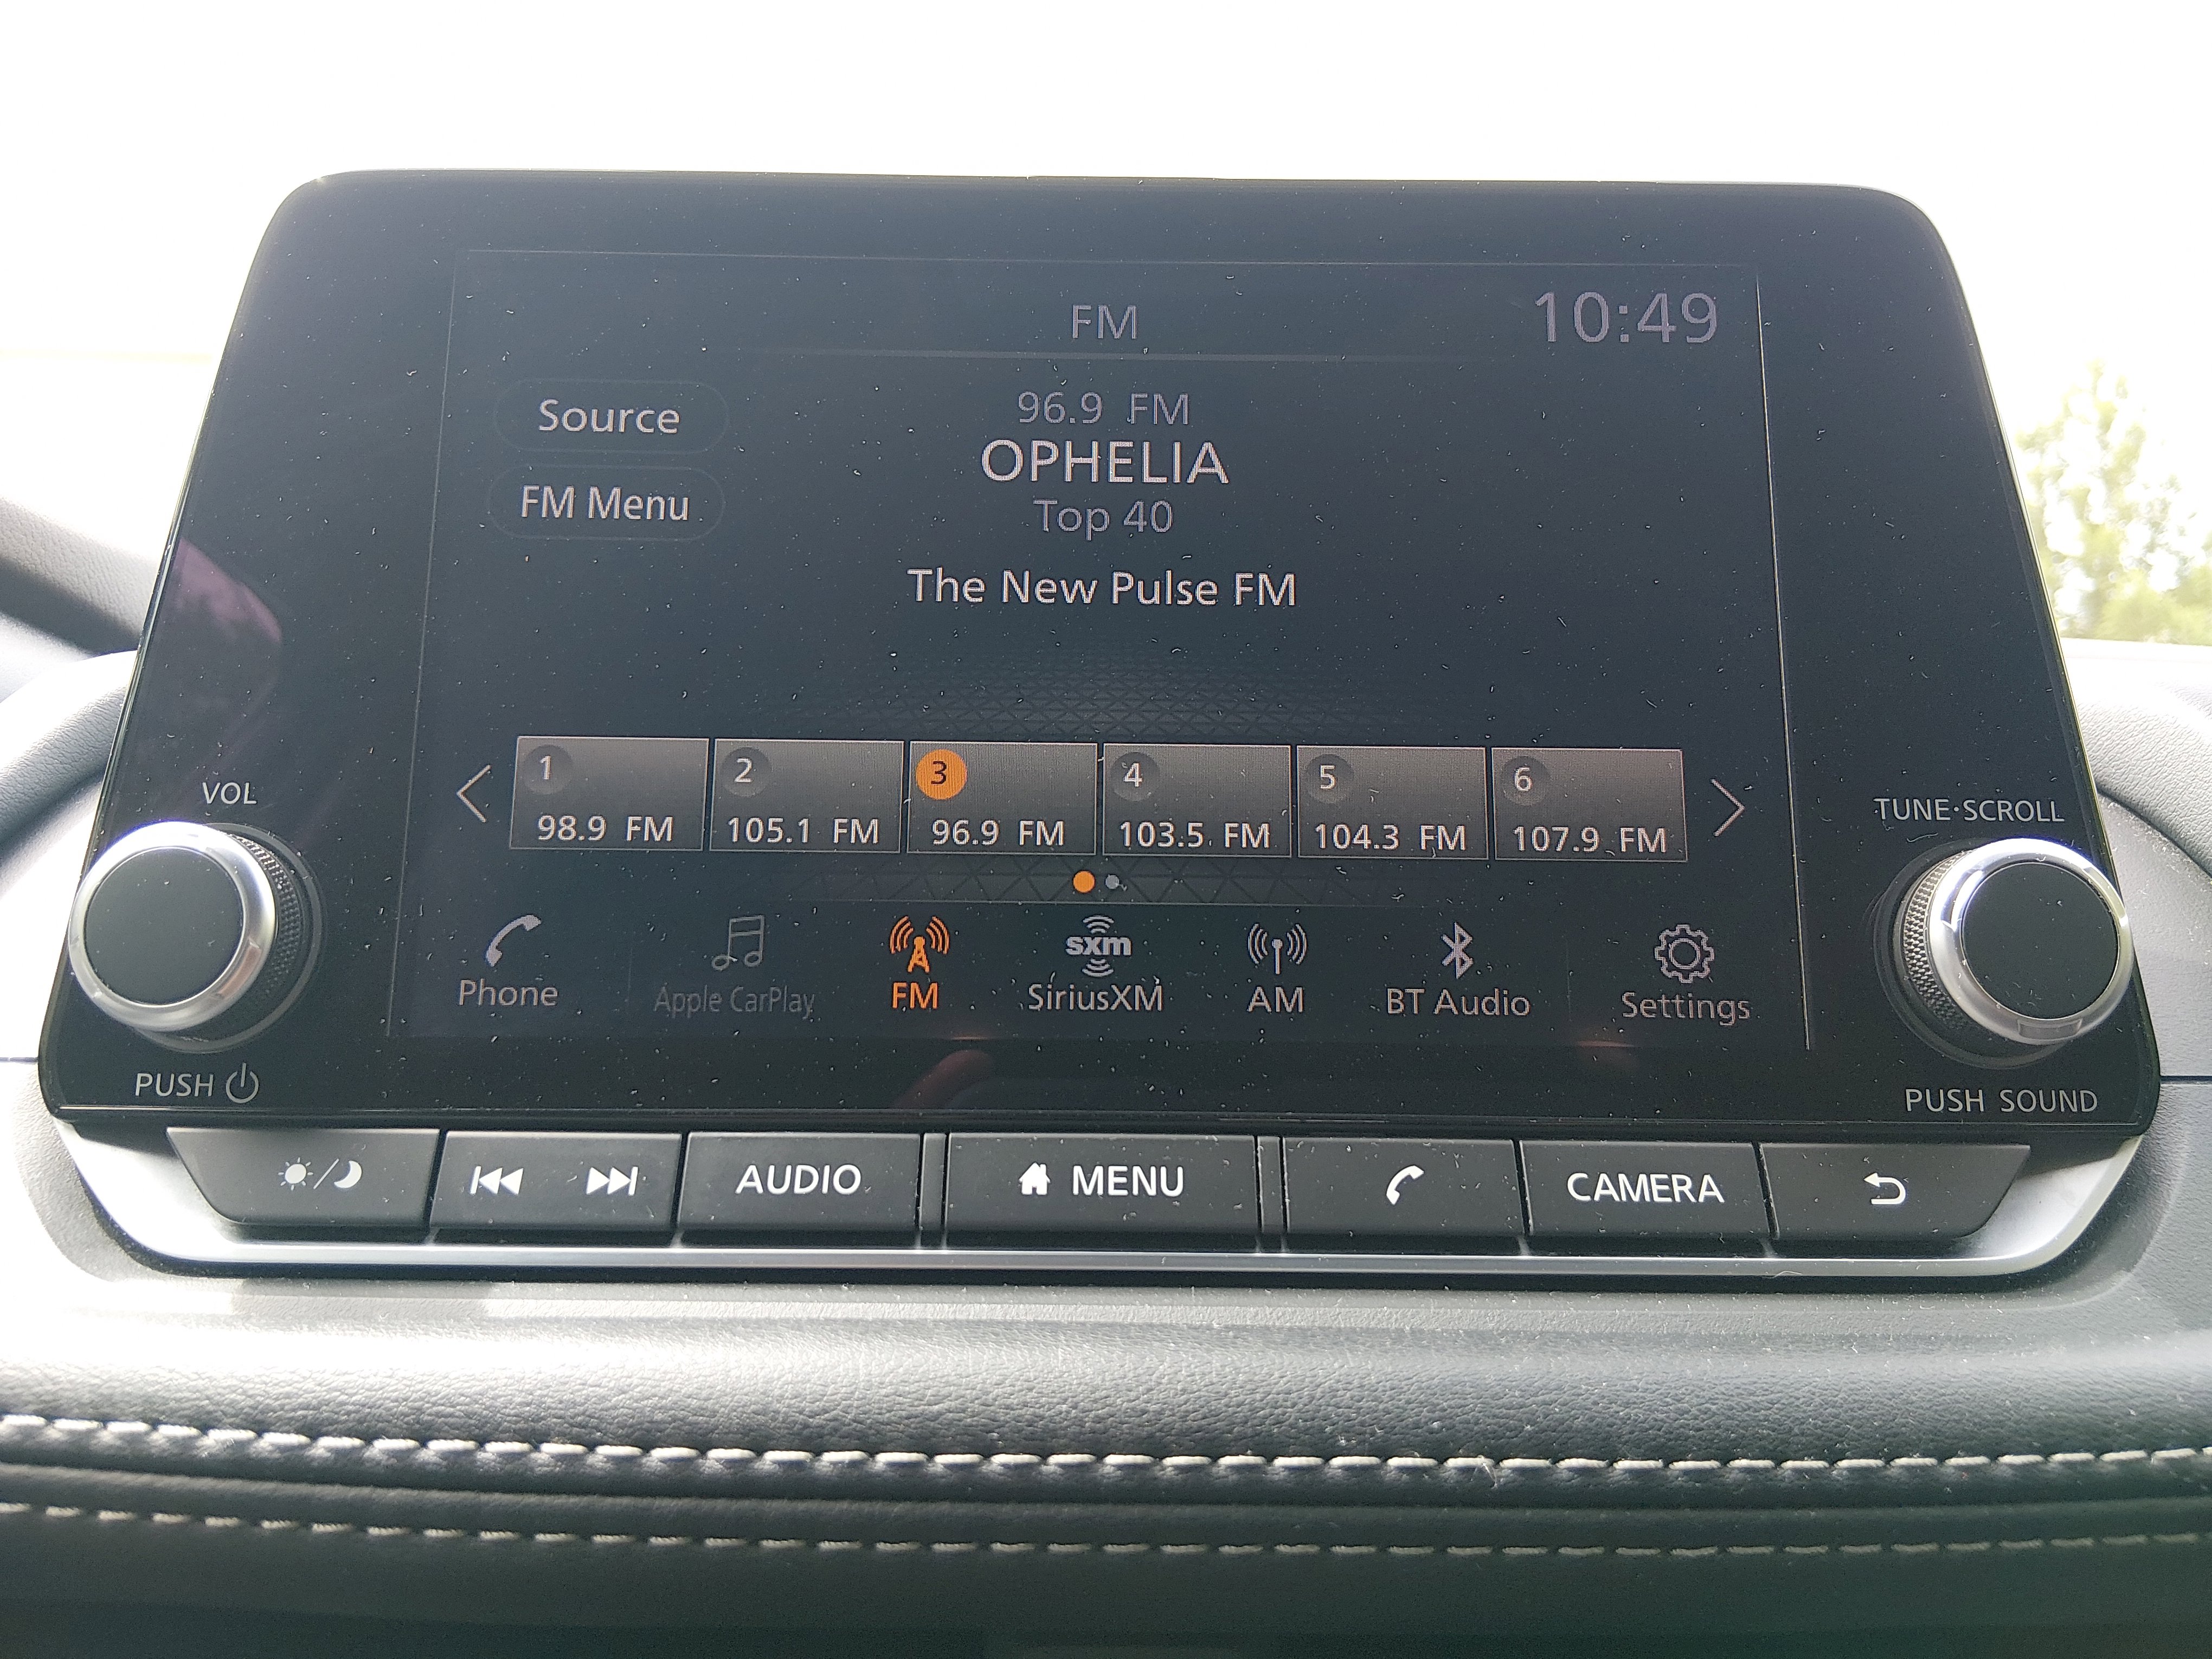 FM
10:49
Source
FM Menu
96.9 FM
OPHELIA
Top 40
The New Pulse FM
VOL
TUNE·SCROLL
1
98.9 FM
2
105.1 FM
3
96.9 FM
4
103.5 FM
5
104.3 FM
6
107.9 FM
Phone
Apple CarPlay
FM
sxm
SiriusXM
AM
BT Audio
Settings
PUSH
PUSH SOUND
AUDIO
MENU
CAMERA